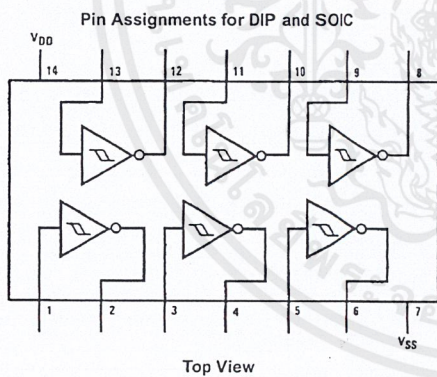 Pin Assignments for DIP and SOIC
VDD
14 13 12 11 10 9 8
1 2 3 4 5 6 7
VSS
Top View